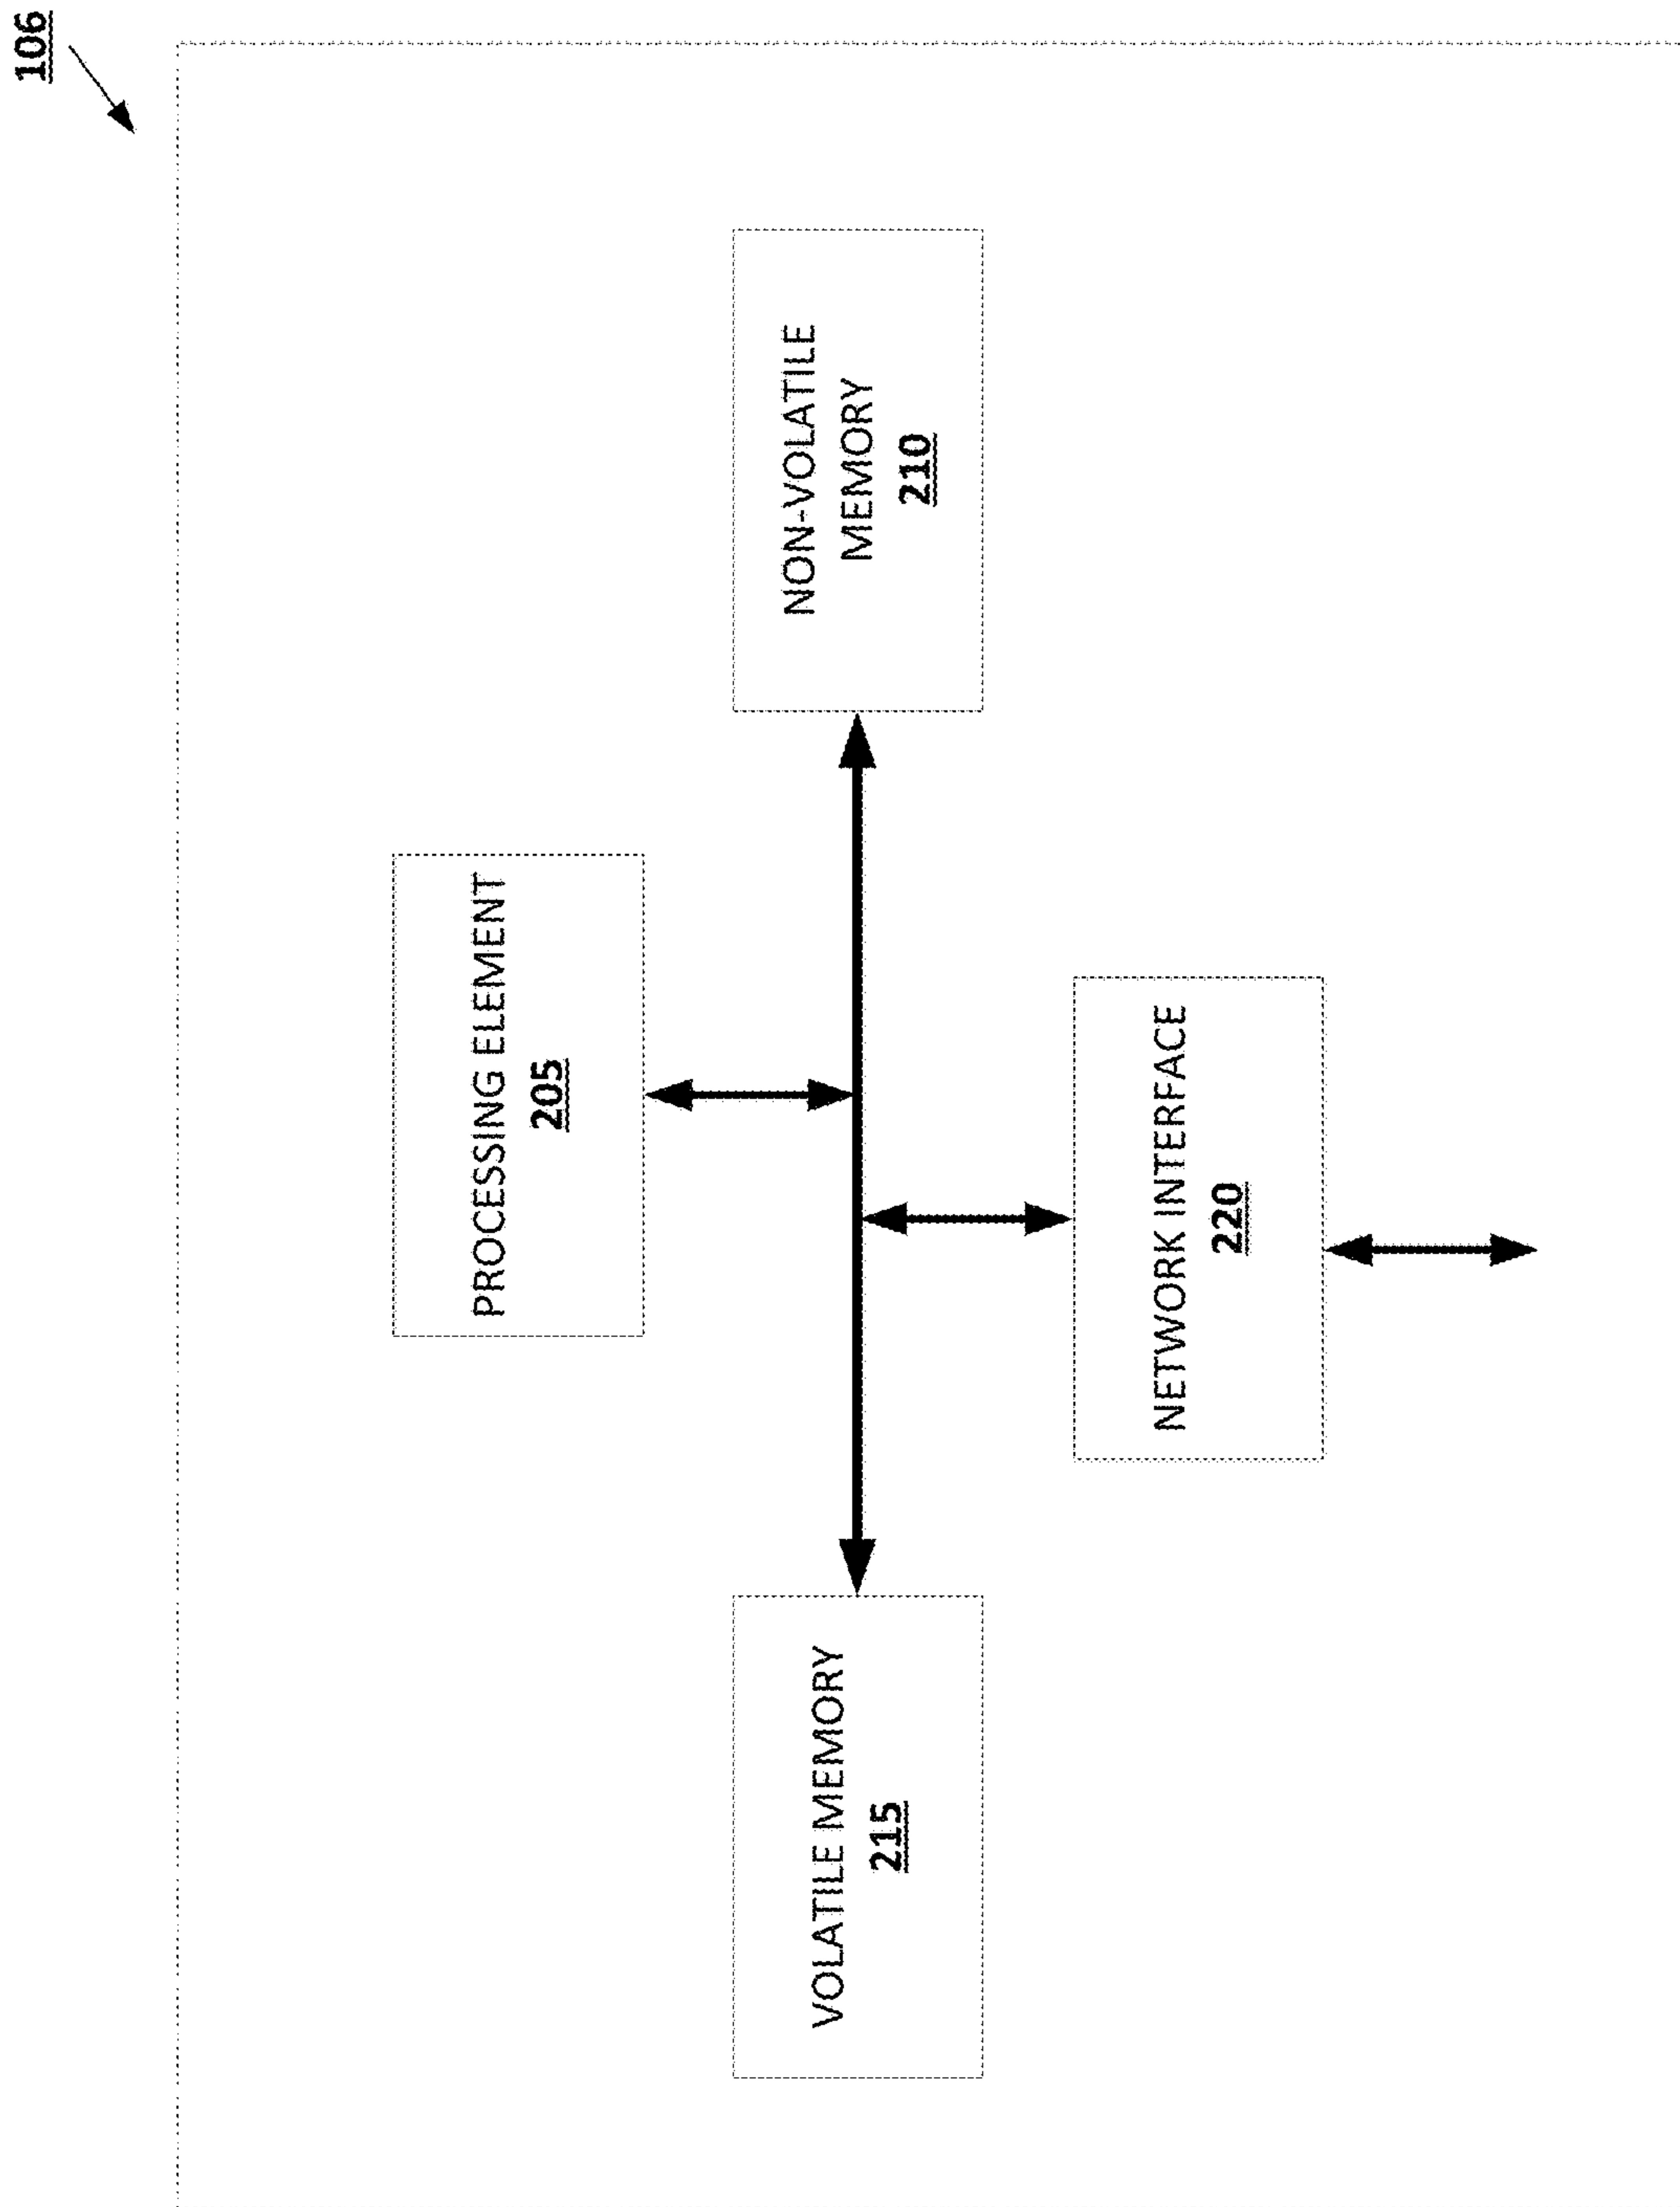 106
PROCESSING ELEMENT
205
VOLATILE MEMORY
215
NON-VOLATILE
MEMORY
210
NETWORK INTERFACE
220